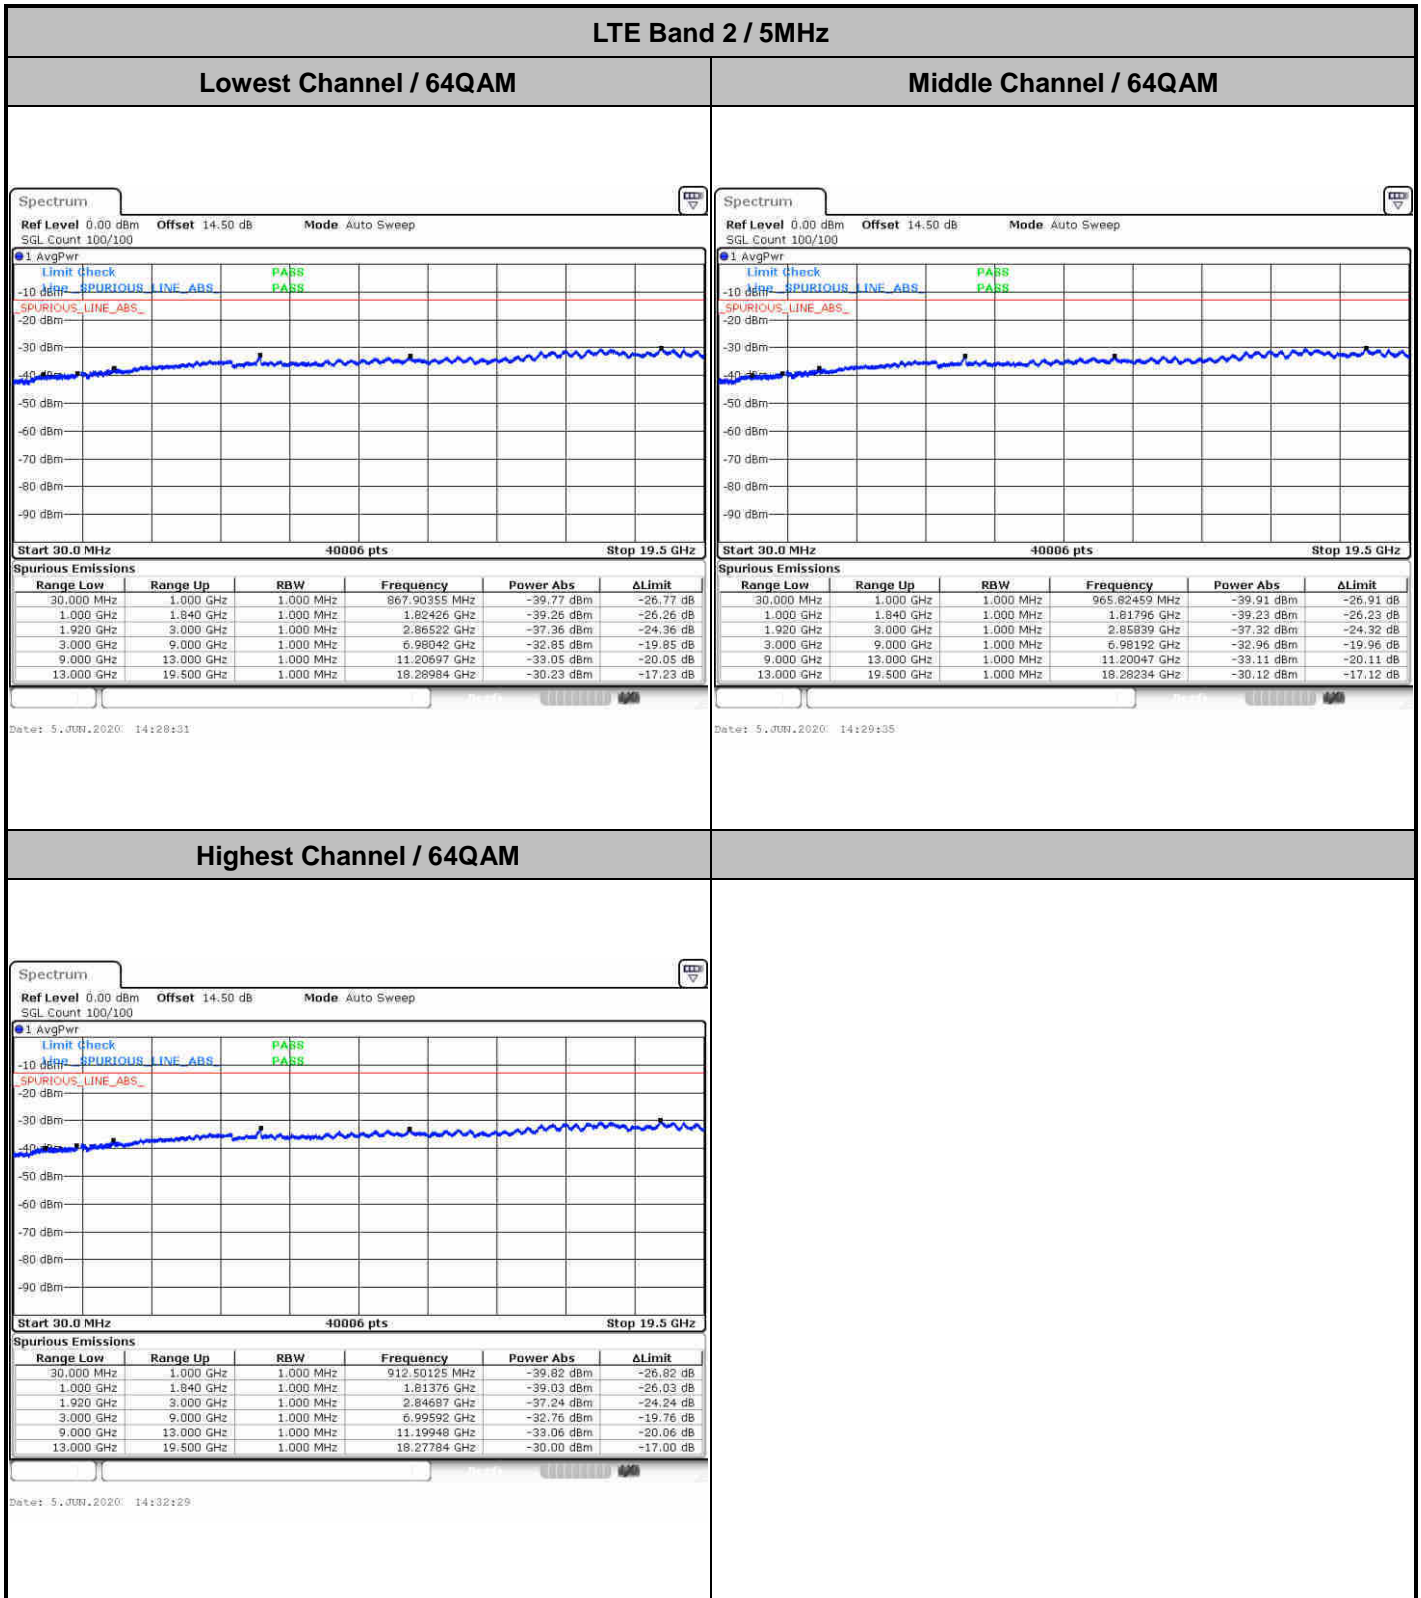 LTE Band 2 / 5MHz
Lowest Channel / 64QAM
Middle Channel / 64QAM
Spectrum
Ref Level 0.00 dBm Offset 14.50 dB Mode Auto Sweep
SGL Count 100/100
1 AvgPwr
Limit Check PASS
Line _SPURIOUS_LINE_ABS_ PASS
-10 dBm
_SPURIOUS_LINE_ABS_
-20 dBm
-30 dBm
-40 dBm
-50 dBm
-60 dBm
-70 dBm
-80 dBm
-90 dBm
Start 30.0 MHz 40006 pts Stop 19.5 GHz
Spurious Emissions
Range Low Range Up RBW Frequency Power Abs ΔLimit
30.000 MHz 1.000 GHz 1.000 MHz 867.90355 MHz -39.77 dBm -26.77 dB
1.000 GHz 1.840 GHz 1.000 MHz 1.82426 GHz -39.26 dBm -26.26 dB
1.920 GHz 3.000 GHz 1.000 MHz 2.86522 GHz -37.36 dBm -24.36 dB
3.000 GHz 9.000 GHz 1.000 MHz 6.98042 GHz -32.85 dBm -19.85 dB
9.000 GHz 13.000 GHz 1.000 MHz 11.20697 GHz -33.05 dBm -20.05 dB
13.000 GHz 19.500 GHz 1.000 MHz 18.28984 GHz -30.23 dBm -17.23 dB
Date: 5.JUN.2020 14:28:31
Spectrum
Ref Level 0.00 dBm Offset 14.50 dB Mode Auto Sweep
SGL Count 100/100
1 AvgPwr
Limit Check PASS
Line _SPURIOUS_LINE_ABS_ PASS
-10 dBm
_SPURIOUS_LINE_ABS_
-20 dBm
-30 dBm
-40 dBm
-50 dBm
-60 dBm
-70 dBm
-80 dBm
-90 dBm
Start 30.0 MHz 40006 pts Stop 19.5 GHz
Spurious Emissions
Range Low Range Up RBW Frequency Power Abs ΔLimit
30.000 MHz 1.000 GHz 1.000 MHz 965.82459 MHz -39.91 dBm -26.91 dB
1.000 GHz 1.840 GHz 1.000 MHz 1.81796 GHz -39.23 dBm -26.23 dB
1.920 GHz 3.000 GHz 1.000 MHz 2.85839 GHz -37.32 dBm -24.32 dB
3.000 GHz 9.000 GHz 1.000 MHz 6.98192 GHz -32.96 dBm -19.96 dB
9.000 GHz 13.000 GHz 1.000 MHz 11.20047 GHz -33.11 dBm -20.11 dB
13.000 GHz 19.500 GHz 1.000 MHz 18.28234 GHz -30.12 dBm -17.12 dB
Date: 5.JUN.2020 14:29:35
Highest Channel / 64QAM
Spectrum
Ref Level 0.00 dBm Offset 14.50 dB Mode Auto Sweep
SGL Count 100/100
1 AvgPwr
Limit Check PASS
Line _SPURIOUS_LINE_ABS_ PASS
-10 dBm
_SPURIOUS_LINE_ABS_
-20 dBm
-30 dBm
-40 dBm
-50 dBm
-60 dBm
-70 dBm
-80 dBm
-90 dBm
Start 30.0 MHz 40006 pts Stop 19.5 GHz
Spurious Emissions
Range Low Range Up RBW Frequency Power Abs ΔLimit
30.000 MHz 1.000 GHz 1.000 MHz 912.50125 MHz -39.82 dBm -26.82 dB
1.000 GHz 1.840 GHz 1.000 MHz 1.81376 GHz -39.03 dBm -26.03 dB
1.920 GHz 3.000 GHz 1.000 MHz 2.84687 GHz -37.24 dBm -24.24 dB
3.000 GHz 9.000 GHz 1.000 MHz 6.99592 GHz -32.76 dBm -19.76 dB
9.000 GHz 13.000 GHz 1.000 MHz 11.19948 GHz -33.06 dBm -20.06 dB
13.000 GHz 19.500 GHz 1.000 MHz 18.27784 GHz -30.00 dBm -17.00 dB
Date: 5.JUN.2020 14:32:29